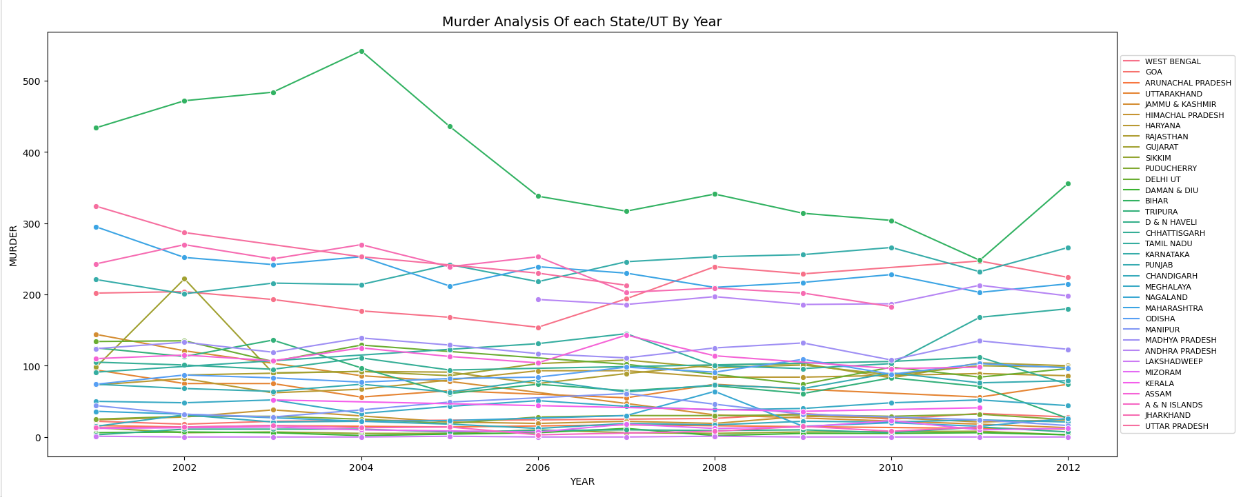 Murder Analysis Of each State/UT By Year
MURDER
500
400
300
200
100
0
2002
2004
2006
2008
2010
2012
YEAR
WEST BENGAL
GOA
ARUNACHAL PRADESH
UTTARAKHAND
JAMMU & KASHMIR
HIMACHAL PRADESH
HARYANA
RAJASTHAN
GUJARAT
SIKKIM
PUDUCHERRY
DELHI UT
DAMAN & DIU
BIHAR
TRIPURA
D & N HAVELI
CHHATTISGARH
TAMIL NADU
KARNATAKA
PUNJAB
CHANDIGARH
MEGHALAYA
NAGALAND
MAHARASHTRA
ODISHA
MANIPUR
MADHYA PRADESH
ANDHRA PRADESH
LAKSHADWEEP
MIZORAM
KERALA
ASSAM
A & N ISLANDS
JHARKHAND
UTTAR PRADESH